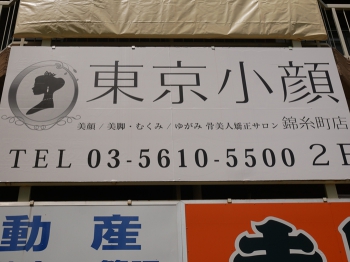 東京小顔
美顔 / 美脚・むくみ / ゆがみ 骨美人矯正サロン 錦糸町店
TEL 03-5610-5500 2F
動産